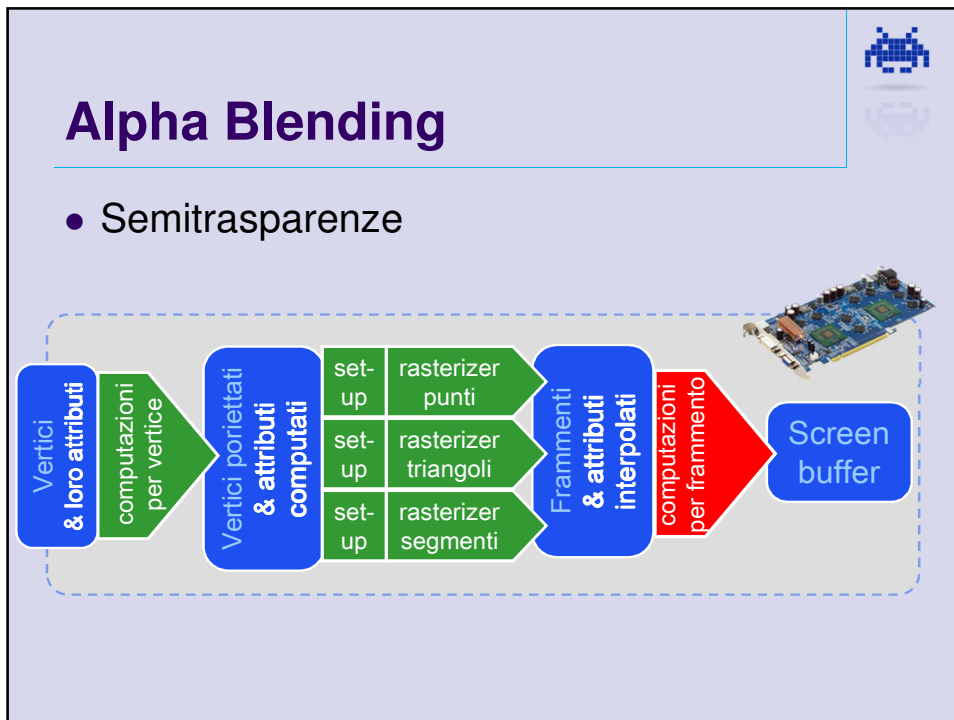 Alpha Blending
● Semitrasparenze
Vertici
& loro attributi
computazioni
per vertice
Vertici poriettati
& attributi
computati
set-
up
rasterizer
punti
set-
up
rasterizer
triangoli
set-
up
rasterizer
segmenti
Frammenti
& attributi
interpolati
computazioni
per frammento
Screen
buffer